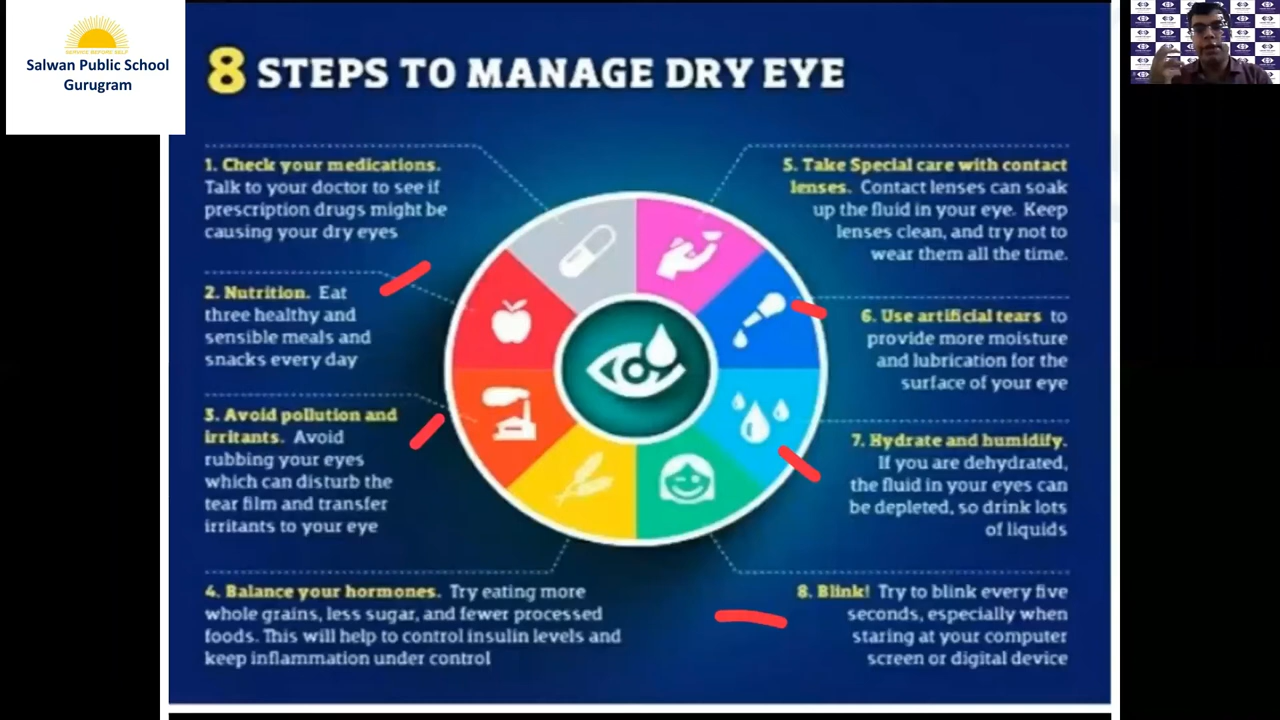 SERVICE BEFORE SELF
Salwan Public School
Gurugram
8 STEPS TO MANAGE DRY EYE
1. Check your medications.
Talk to your doctor to see if
prescription drugs might be
causing your dry eyes
2. Nutrition. Eat
three healthy and
sensible meals and
snacks every day
3. Avoid pollution and
irritants. Avoid
rubbing your eyes
which can disturb the
tear film and transfer
irritants to your eye
4. Balance your hormones. Try eating more
whole grains, less sugar, and fewer processed
foods. This will help to control insulin levels and
keep inflammation under control
5. Take Special care with contact
lenses. Contact lenses can soak
up the fluid in your eye. Keep
lenses clean, and try not to
wear them all the time.
6. Use artificial tears to
provide more moisture
and lubrication for the
surface of your eye
7. Hydrate and humidify.
If you are dehydrated,
the fluid in your eyes can
be depleted, so drink lots
of liquids
8. Blink! Try to blink every five
seconds, especially when
staring at your computer
screen or digital device